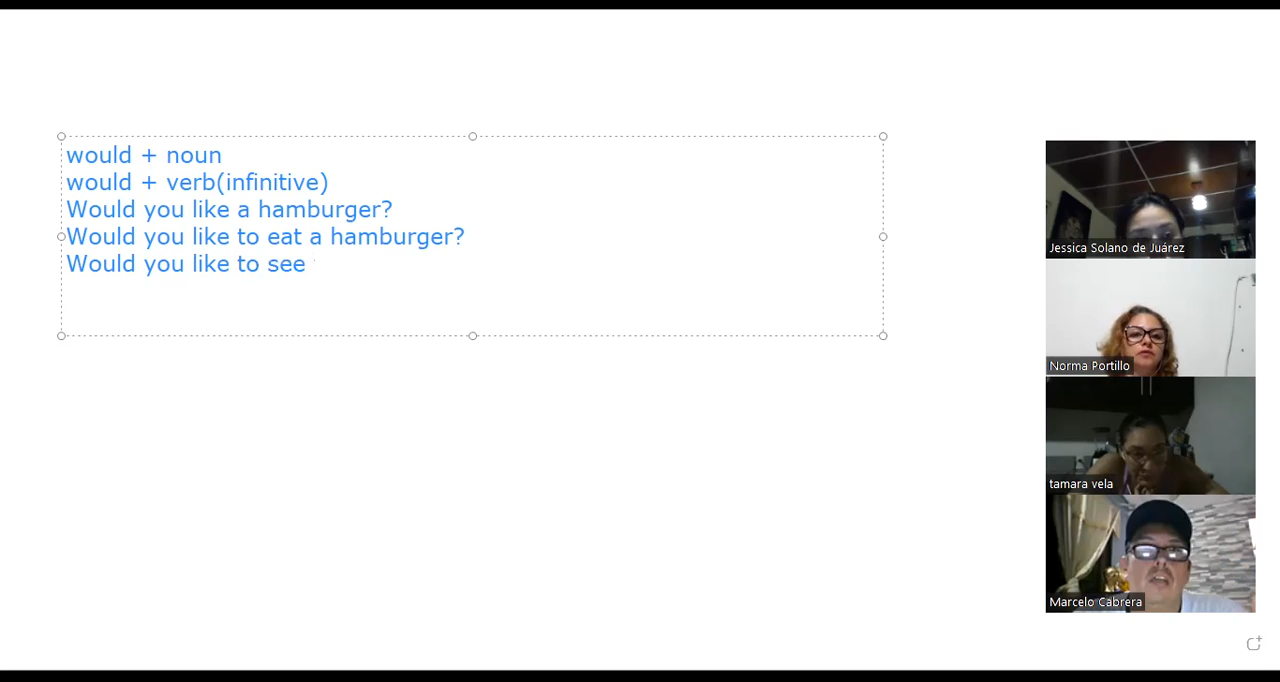 would + noun
would + verb(infinitive)
Would you like a hamburger?
Would you like to eat a hamburger?
Would you like to see
Jessica Solano de Juárez
Norma Portillo
tamara vela
Marcelo Cabrera